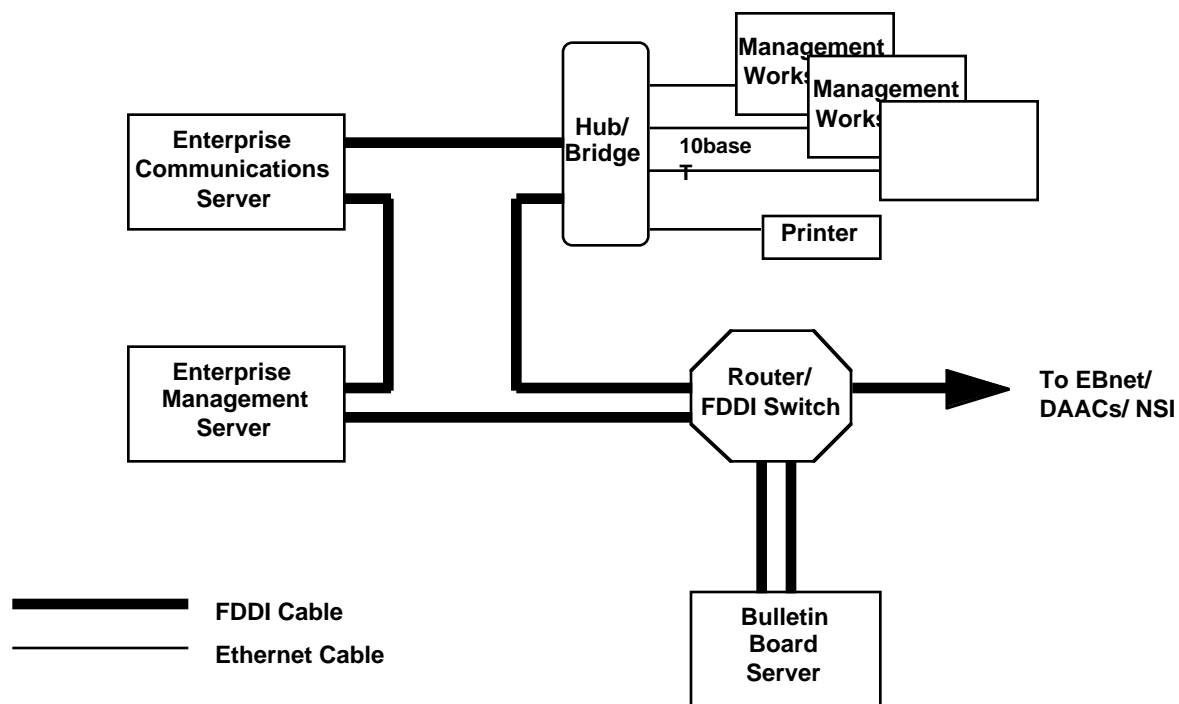 Management
Works
Management
Works
Hub/
Bridge
10base
T
Enterprise
Communications
Server
Printer
Enterprise
Management
Server
Router/
FDDI Switch
To EBnet/
DAACs/ NSI
FDDI Cable
Ethernet Cable
Bulletin
Board
Server